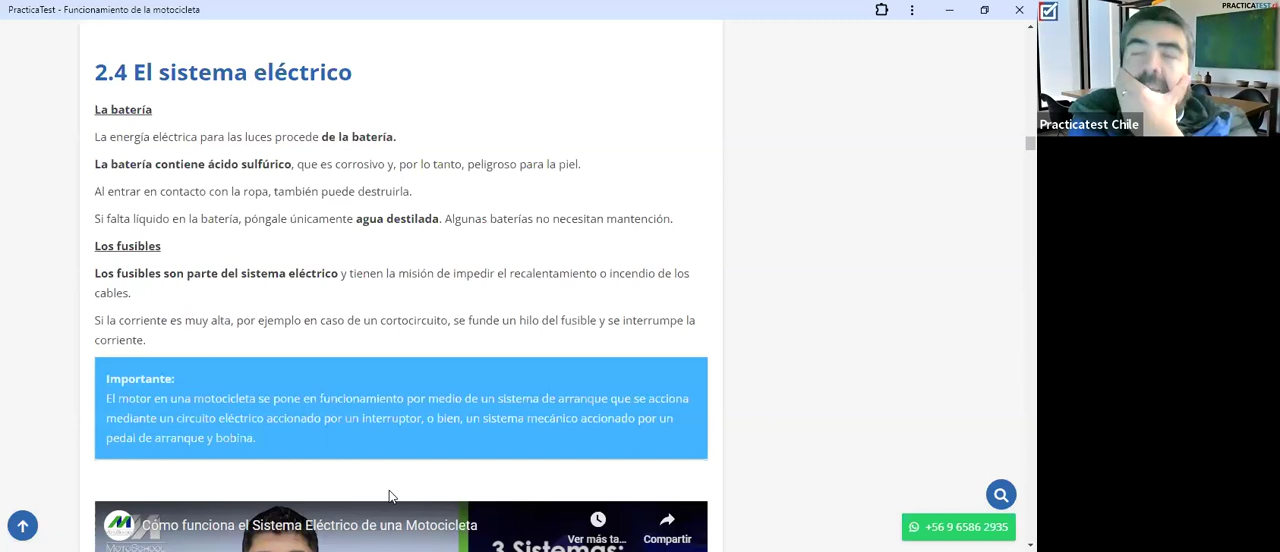 PracticaTest - Funcionamiento de la motocicleta
PRACTICATEST
2.4 El sistema eléctrico
La batería
La energía eléctrica para las luces procede de la batería.
Practicatest Chile
La batería contiene ácido sulfúrico, que es corrosivo y, por lo tanto, peligroso para la piel.
Al entrar en contacto con la ropa, también puede destruirla.
Si falta líquido en la batería, póngale únicamente agua destilada. Algunas baterías no necesitan mantención.
Los fusibles
Los fusibles son parte del sistema eléctrico y tienen la misión de impedir el recalentamiento o incendio de los
cables.
Si la corriente es muy alta, por ejemplo en caso de un cortocircuito, se funde un hilo del fusible y se interrumpe la
corriente.
Importante:
El motor en una motocicleta se pone en funcionamiento por medio de un sistema de arranque que se acciona
mediante un circuito eléctrico accionado por un interruptor, o bien, un sistema mecánico accionado por un
pedal de arranque y bobina.
Cómo funciona el Sistema Eléctrico de una Motocicleta
Ver más ta...
Compartir
MOTOSCHOOL
3 Sistemas:
+56 9 6586 2935